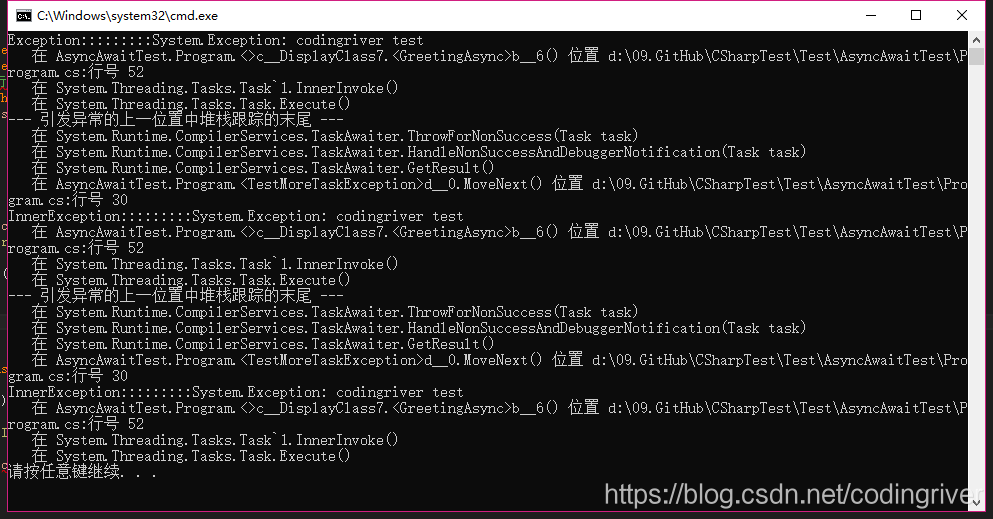 C:\Windows\system32\cmd.exe
Exception:::::::::System.Exception: codingriver test
   在 AsyncAwaitTest.Program.<>c__DisplayClass7.<GreetingAsync>b__6() 位置 d:\09.GitHub\CSharpTest\Test\AsyncAwaitTest\P
rogram.cs:行号 52
   在 System.Threading.Tasks.Task`1.InnerInvoke()
   在 System.Threading.Tasks.Task.Execute()
--- 引发异常的上一位置中堆栈跟踪的末尾 ---
   在 System.Runtime.CompilerServices.TaskAwaiter.ThrowForNonSuccess(Task task)
   在 System.Runtime.CompilerServices.TaskAwaiter.HandleNonSuccessAndDebuggerNotification(Task task)
   在 System.Runtime.CompilerServices.TaskAwaiter.GetResult()
   在 AsyncAwaitTest.Program.<TestMoreTaskException>d__0.MoveNext() 位置 d:\09.GitHub\CSharpTest\Test\AsyncAwaitTest\Pro
gram.cs:行号 30
InnerException:::::::::System.Exception: codingriver test
   在 AsyncAwaitTest.Program.<>c__DisplayClass7.<GreetingAsync>b__6() 位置 d:\09.GitHub\CSharpTest\Test\AsyncAwaitTest\P
rogram.cs:行号 52
   在 System.Threading.Tasks.Task`1.InnerInvoke()
   在 System.Threading.Tasks.Task.Execute()
--- 引发异常的上一位置中堆栈跟踪的末尾 ---
   在 System.Runtime.CompilerServices.TaskAwaiter.ThrowForNonSuccess(Task task)
   在 System.Runtime.CompilerServices.TaskAwaiter.HandleNonSuccessAndDebuggerNotification(Task task)
   在 System.Runtime.CompilerServices.TaskAwaiter.GetResult()
   在 AsyncAwaitTest.Program.<TestMoreTaskException>d__0.MoveNext() 位置 d:\09.GitHub\CSharpTest\Test\AsyncAwaitTest\Pro
gram.cs:行号 30
InnerException:::::::::System.Exception: codingriver test
   在 AsyncAwaitTest.Program.<>c__DisplayClass7.<GreetingAsync>b__6() 位置 d:\09.GitHub\CSharpTest\Test\AsyncAwaitTest\P
rogram.cs:行号 52
   在 System.Threading.Tasks.Task`1.InnerInvoke()
   在 System.Threading.Tasks.Task.Execute()
请按任意键继续. . .
https://blog.csdn.net/codingriver